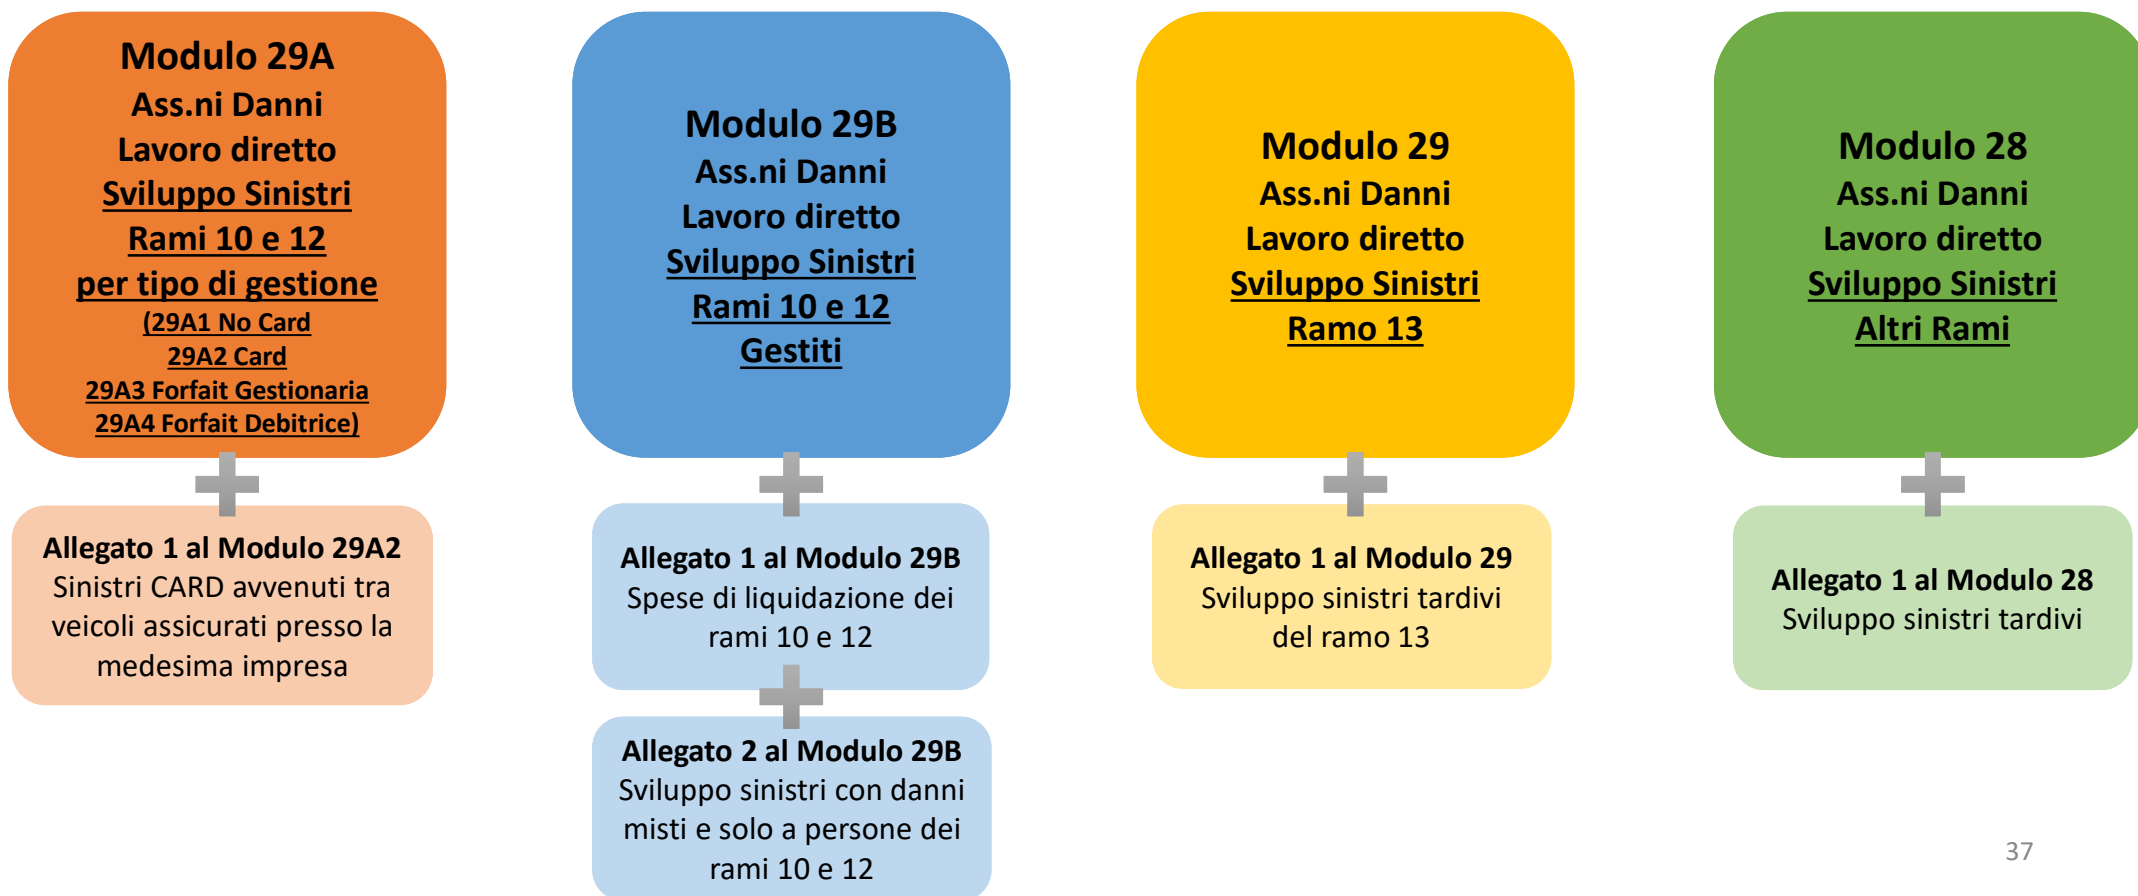 Modulo 29A
Ass.ni Danni
Lavoro diretto
Sviluppo Sinistri
Rami 10 e 12
per tipo di gestione
(29A1 No Card
29A2 Card
29A3 Forfait Gestionaria
29A4 Forfait Debitrice)
Allegato 1 al Modulo 29A2
Sinistri CARD avvenuti tra
veicoli assicurati presso la
medesima impresa
Modulo 29B
Ass.ni Danni
Lavoro diretto
Sviluppo Sinistri
Rami 10 e 12
Gestiti
Allegato 1 al Modulo 29B
Spese di liquidazione dei
rami 10 e 12
Allegato 2 al Modulo 29B
Sviluppo sinistri con danni
misti e solo a persone dei
rami 10 e 12
Modulo 29
Ass.ni Danni
Lavoro diretto
Sviluppo Sinistri
Ramo 13
Allegato 1 al Modulo 29
Sviluppo sinistri tardivi
del ramo 13
Modulo 28
Ass.ni Danni
Lavoro diretto
Sviluppo Sinistri
Altri Rami
Allegato 1 al Modulo 28
Sviluppo sinistri tardivi
37